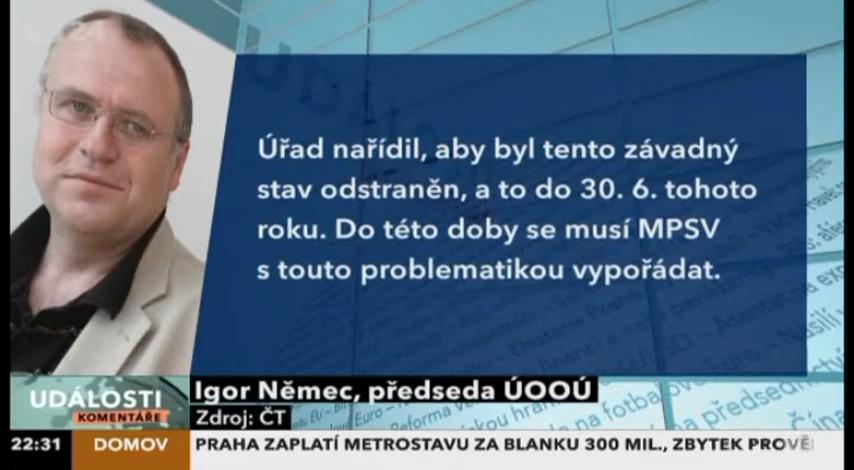 Úřad nařídil, aby byl tento závadný
stav odstraněn, a to do 30. 6. tohoto
roku. Do této doby se musí MPSV
s touto problematikou vypořádat.
UDÁLOSTI
KOMENTÁŘE
Igor Němec, předseda ÚOOÚ
Zdroj: ČT
22:31 DOMOV PRAHA ZAPLATÍ METROSTAVU ZA BLANKU 300 MIL., ZBYTEK PROVĚ